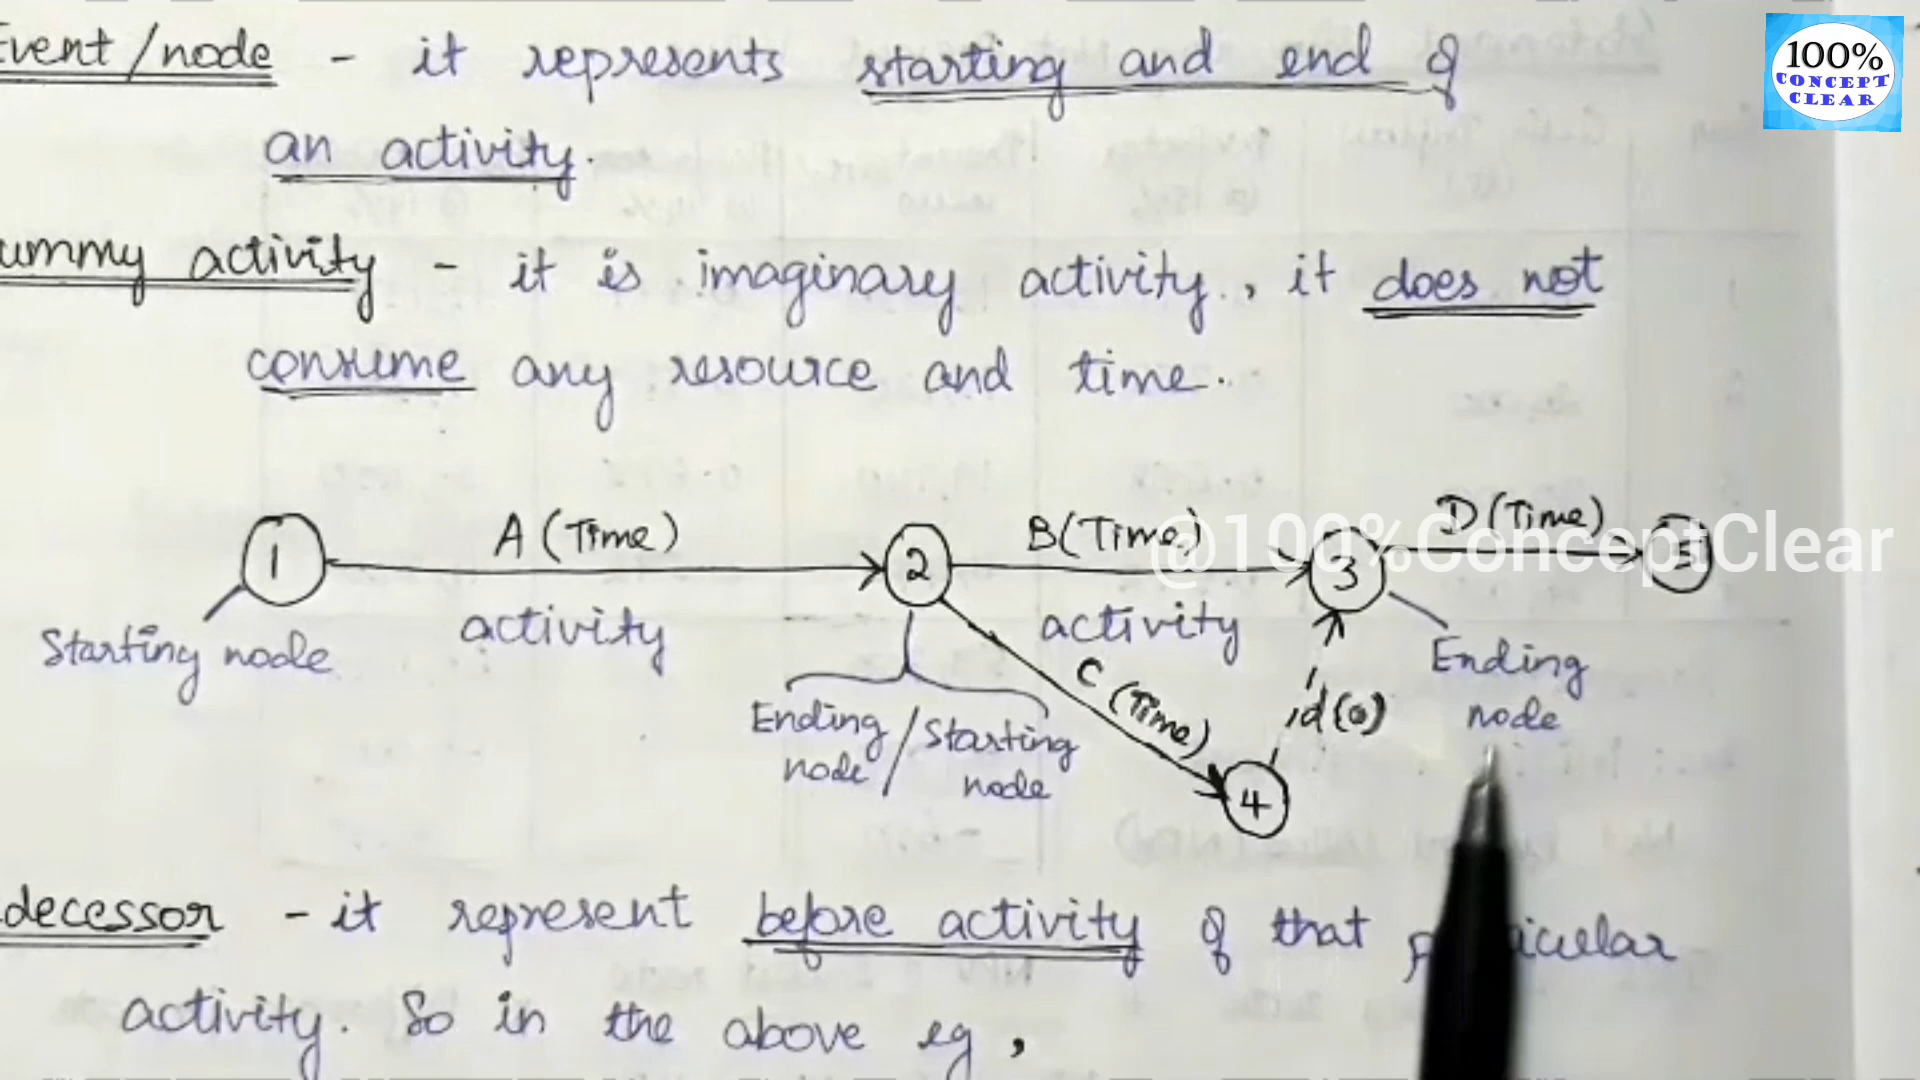 Event/node - it represents starting and end of
an activity.
ummy activity - it is imaginary activity, it does not
consume any resource and time.
A (Time)
B(Time)
D (Time)
1
2
3
5
@100%ConceptClear
activity
activity
Starting node
C (Time)
d(0)
Ending node
Ending node / Starting node
4
decessor - it represent before activity of that
activity. So in the above eg,
100%
CONCEPT
CLEAR